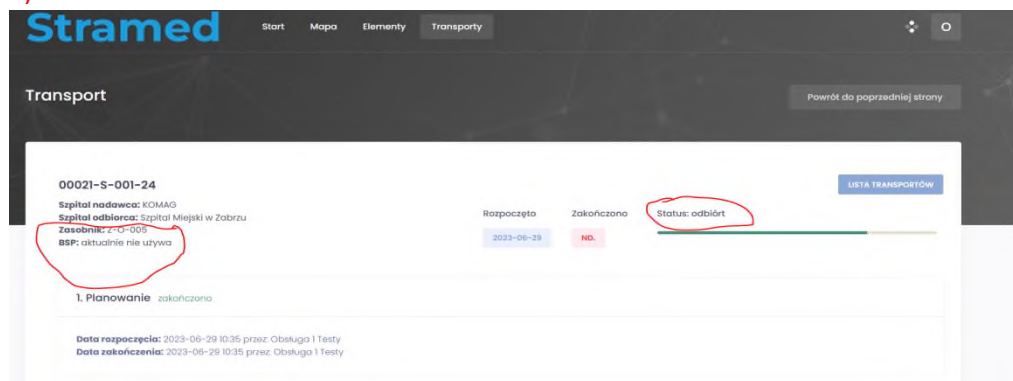 Stramed
Start Mapa Elementy Transporty O
Transport
Powrót do poprzedniej strony
00021-S-001-24
LISTA TRANSPORTÓW
Szpital nadawca: KOMAG
Szpital odbiorca: Szpital Miejski w Zabrzu
Zasobnik: Z-O-005
BSP: aktualnie nie używa
Rozpoczęto Zakończono Status: odbiórt
2023-06-29 ND.
1. Planowanie zakończono
Data rozpoczęcia: 2023-06-29 10:35 przez: Obsługa 1 Testy
Data zakończenia: 2023-06-29 10:35 przez: Obsługa 1 Testy